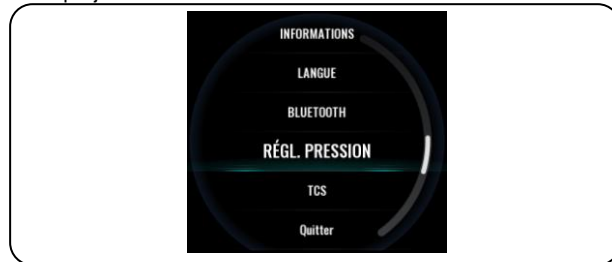 INFORMATIONS
LANGUE
BLUETOOTH
RÉGL. PRESSION
TCS
Quitter